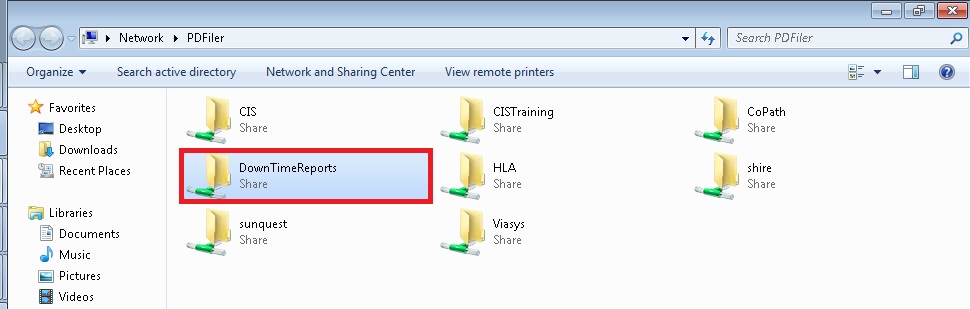 Network PDFiler Search PDFiler
Organize Search active directory Network and Sharing Center View remote printers
Favorites
Desktop
Downloads
Recent Places
Libraries
Documents
Music
Pictures
Videos
CIS
Share
CISTraining
Share
CoPath
Share
DownTimeReports
Share
HLA
Share
shire
Share
sunquest
Share
Viasys
Share